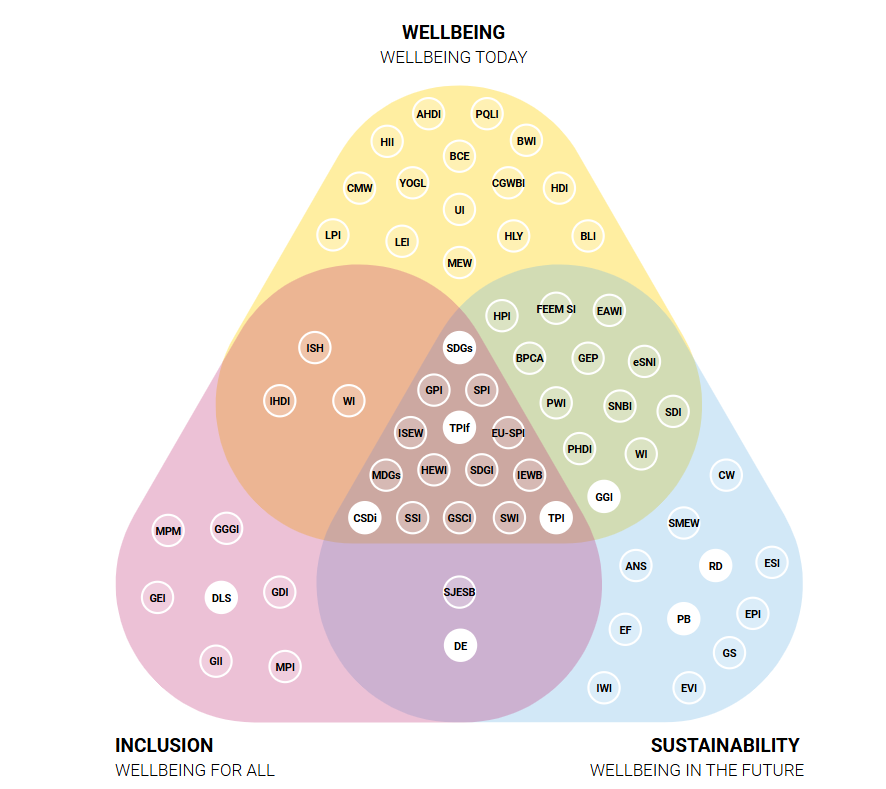 WELLBEING
WELLBEING TODAY
AHDI
PQLI
HII
BWI
BCE
CMW
YOGL
CGWBI
HDI
UI
LPI
LEI
HLY
BLI
MEW
HPI
FEEM SI
EAWI
ISH
SDGs
BPCA
GEP
eSNI
IHDI
WI
GPI
SPI
PWI
SNBI
SDI
ISEW
TPIf
EU-SPI
PHDI
WI
MDGs
HEWI
SDGI
IEWB
CW
GGI
CSDi
SSI
GSCI
SWI
TPI
SMEW
MPM
GGGI
ANS
RD
ESI
GEI
DLS
GDI
SJESB
EPI
PB
EF
DE
GS
GII
MPI
IWI
EVI
INCLUSION
WELLBEING FOR ALL
SUSTAINABILITY
WELLBEING IN THE FUTURE